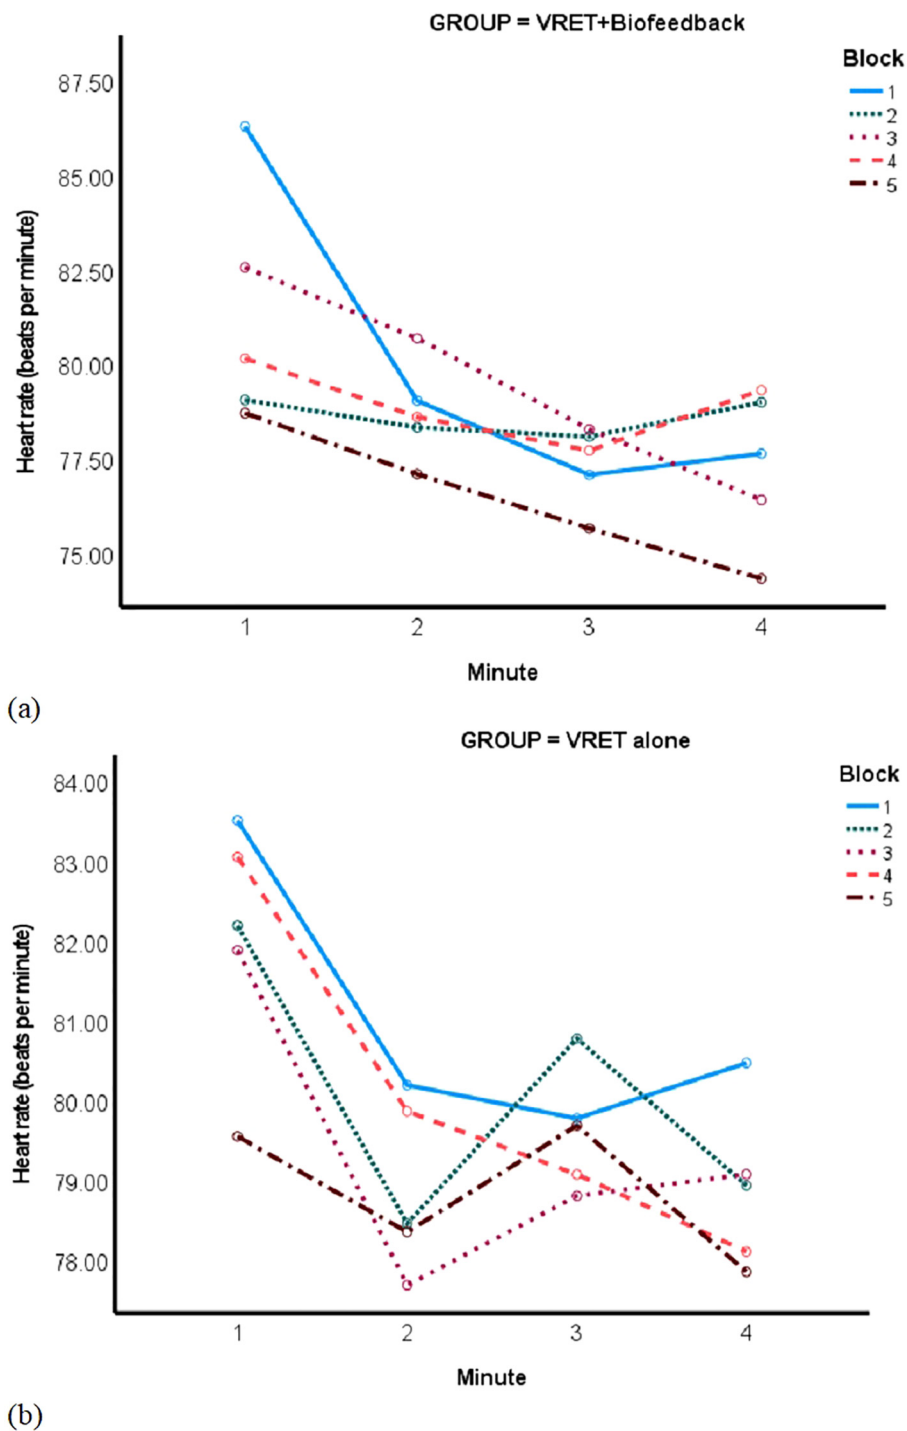 GROUP = VRET+Biofeedback
Block
1
2
3
4
5
Heart rate (beats per minute)
87.50
85.00
82.50
80.00
77.50
75.00
1 2 3 4
Minute
(a)
GROUP = VRET alone
Block
1
2
3
4
5
Heart rate (beats per minute)
84.00
83.00
82.00
81.00
80.00
79.00
78.00
1 2 3 4
Minute
(b)